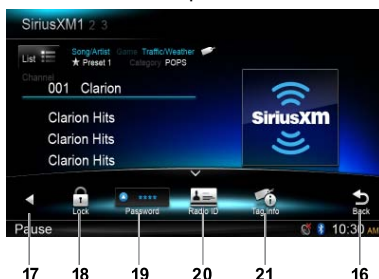 SiriusXM1 2 3
List Song/Artist Game Traffic/Weather
★ Preset 1 Category POPS
Channel
001 Clarion
Clarion Hits
Clarion Hits
Clarion Hits
SiriusXM
Lock Password **** Radio ID Tag Info Back
Pause 10:30 AM
17 18 19 20 21 16